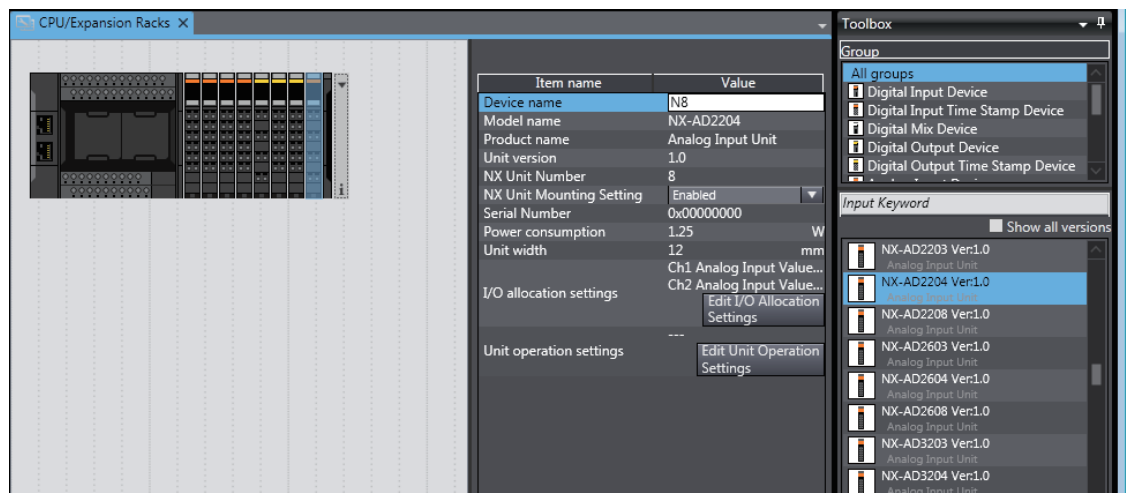 CPU/Expansion Racks
Item name Value
Device name N8
Model name NX-AD2204
Product name Analog Input Unit
Unit version 1.0
NX Unit Number 8
NX Unit Mounting Setting Enabled
Serial Number 0x00000000
Power consumption 1.25 W
Unit width 12 mm
I/O allocation settings
Ch1 Analog Input Value...
Ch2 Analog Input Value...
Edit I/O Allocation
Settings
Unit operation settings
---
Edit Unit Operation
Settings
Toolbox
Group
All groups
Digital Input Device
Digital Input Time Stamp Device
Digital Mix Device
Digital Output Device
Digital Output Time Stamp Device
Input Keyword
Show all versions
NX-AD2203 Ver:1.0
Analog Input Unit
NX-AD2204 Ver:1.0
Analog Input Unit
NX-AD2208 Ver:1.0
Analog Input Unit
NX-AD2603 Ver:1.0
Analog Input Unit
NX-AD2604 Ver:1.0
Analog Input Unit
NX-AD2608 Ver:1.0
Analog Input Unit
NX-AD3203 Ver:1.0
Analog Input Unit
NX-AD3204 Ver:1.0
Analog Input Unit